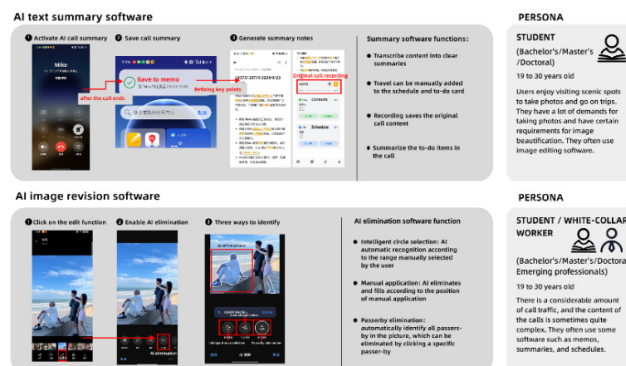 AI text summary software
❶ Activate AI call summary
❷ Save call summary
❸ Generate summary notes
Mike
Save to memo
after the call ends
Refining key points
Original call recording
Schedule
Summary software functions:
● Transcribe content into clear
summaries
● Travel can be manually added
to the schedule and to-do card
● Recording saves the original
call content
● Summarize the to-do items in
the call
PERSONA
STUDENT
(Bachelor's/Master's
/Doctoral)
19 to 30 years old
Users enjoy visiting scenic spots
to take photos and go on trips.
They have a lot of demands for
taking photos and have certain
requirements for image
beautification. They often use
image editing software.
AI image revision software
❶ Click on the edit function
❷ Enable AI elimination
❸ Three ways to identify
AI elimination
AI elimination software function
● Intelligent circle selection: AI
automatic recognition according
to the range manually selected
by the user
● Manual application: AI eliminates
and fills according to the position
of manual application
● Passerby elimination:
automatically identify all passers-
by in the picture, which can be
eliminated by clicking a specific
passer-by
PERSONA
STUDENT / WHITE-COLLAR
WORKER
(Bachelor's/Master's/Doctora
Emerging professionals)
19 to 30 years old
There is a considerable amount
of call traffic, and the content of
the calls is sometimes quite
complex. They often use some
software such as memos,
summaries, and schedules.